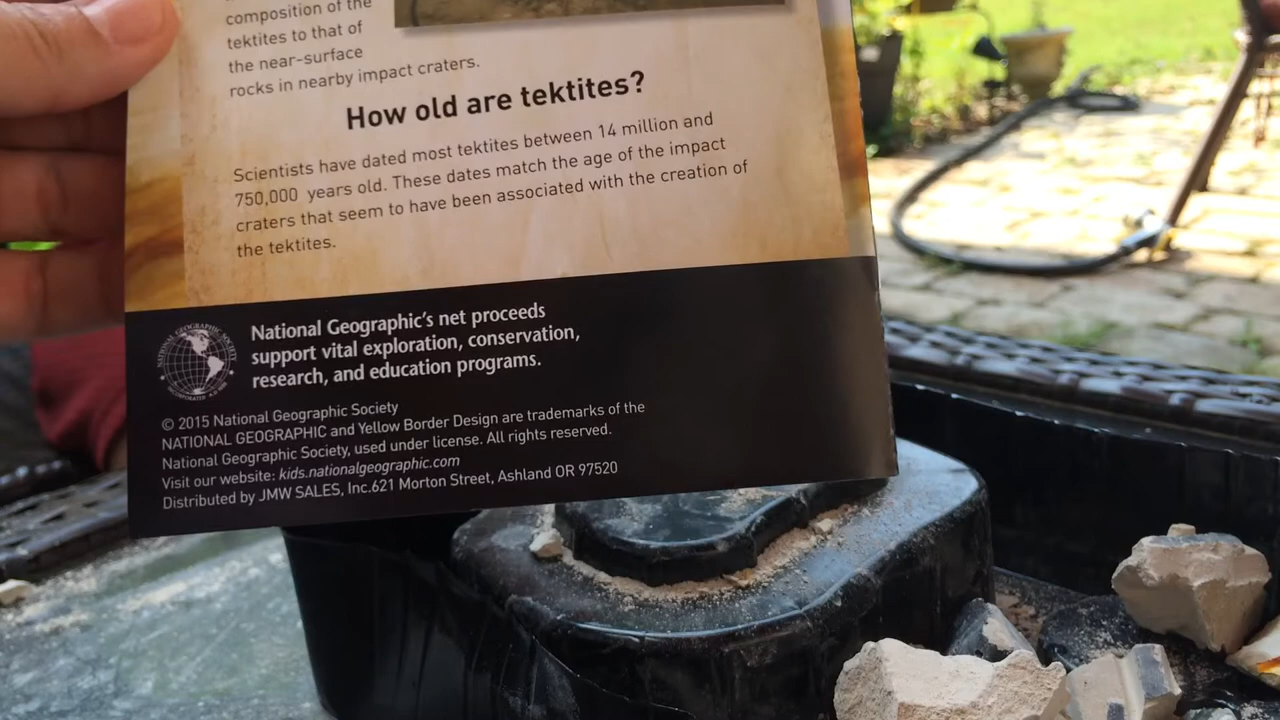 composition of the
tektites to that of
the near-surface
rocks in nearby impact craters.
How old are tektites?
Scientists have dated most tektites between 14 million and
750,000 years old. These dates match the age of the impact
craters that seem to have been associated with the creation of
the tektites.
National Geographic's net proceeds
support vital exploration, conservation,
research, and education programs.
© 2015 National Geographic Society
NATIONAL GEOGRAPHIC and Yellow Border Design are trademarks of the
National Geographic Society, used under license. All rights reserved.
Visit our website: kids.nationalgeographic.com
Distributed by JMW SALES, Inc.621 Morton Street, Ashland OR 97520